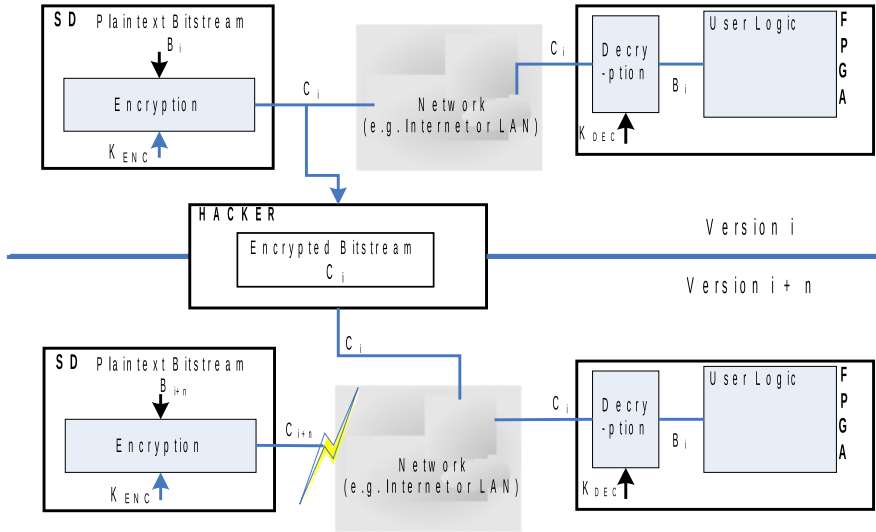 SD Plaintext Bitstream
B i
Encryption
K ENC
C i
Network
(e.g. Internet or LAN)
C i
Decry
-ption
K DEC
B i
User Logic
F
P
G
A
HACKER
Encrypted Bitstream
C i
Version i
Version i + n
C i
SD Plaintext Bitstream
B i+n
Encryption
K ENC
C i+n
Network
(e.g. Internet or LAN)
C i
Decry
-ption
K DEC
B i
User Logic
F
P
G
A